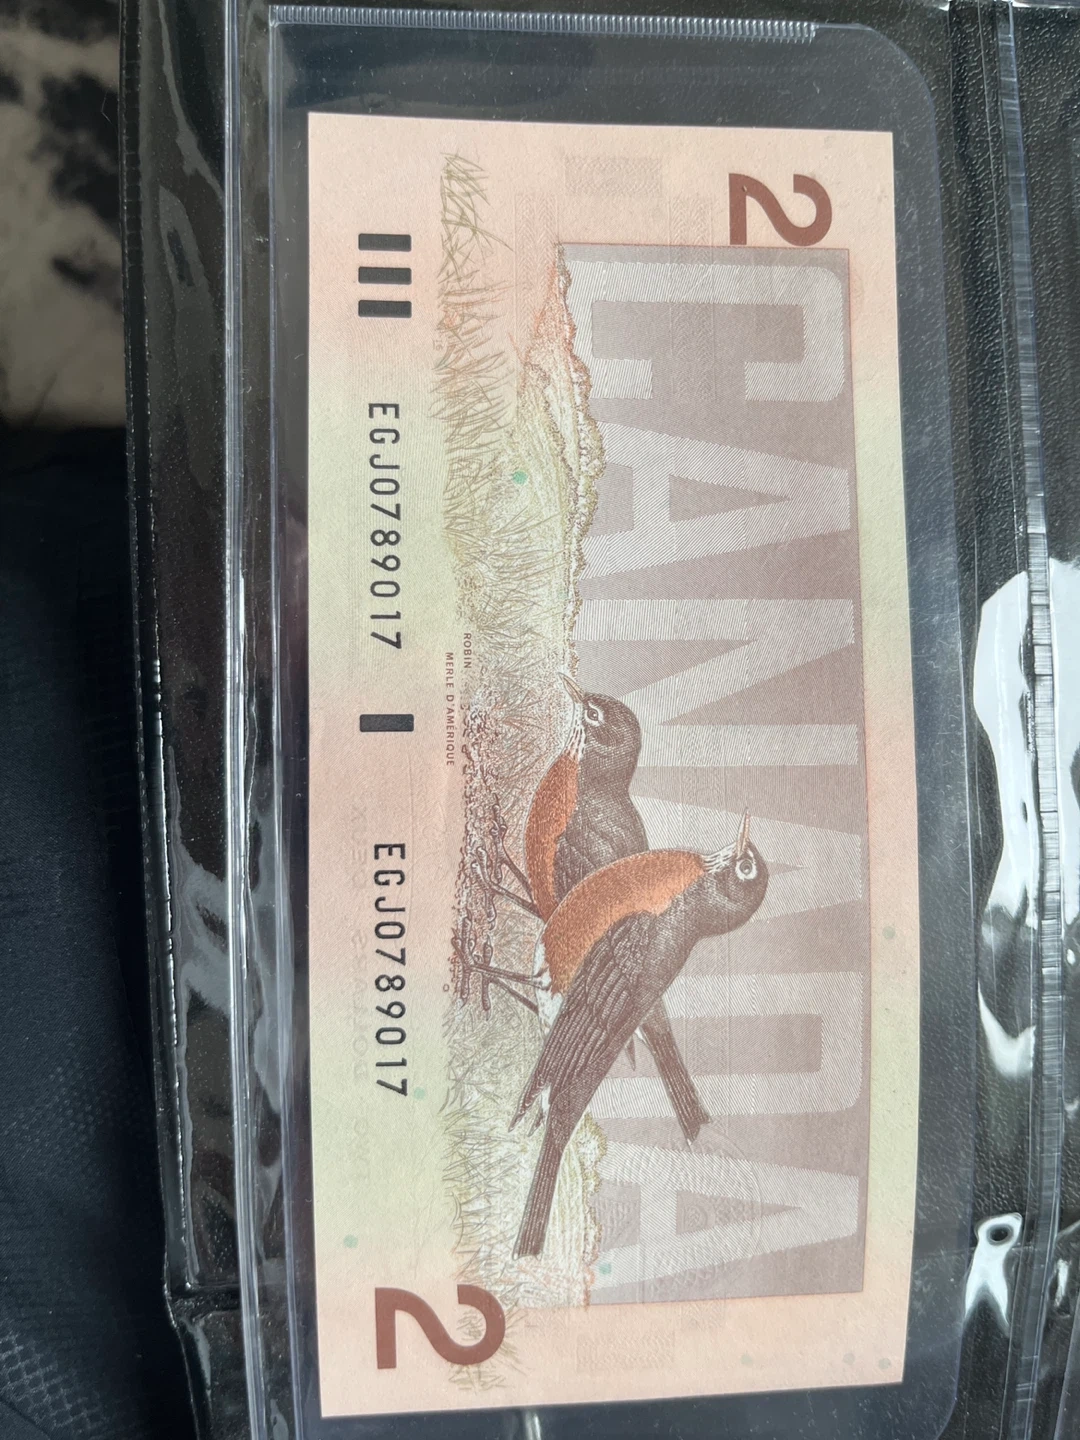 2
CANADA
ROBIN
MERLE D'AMÉRIQUE
EGJ0789017 EGJ0789017
2